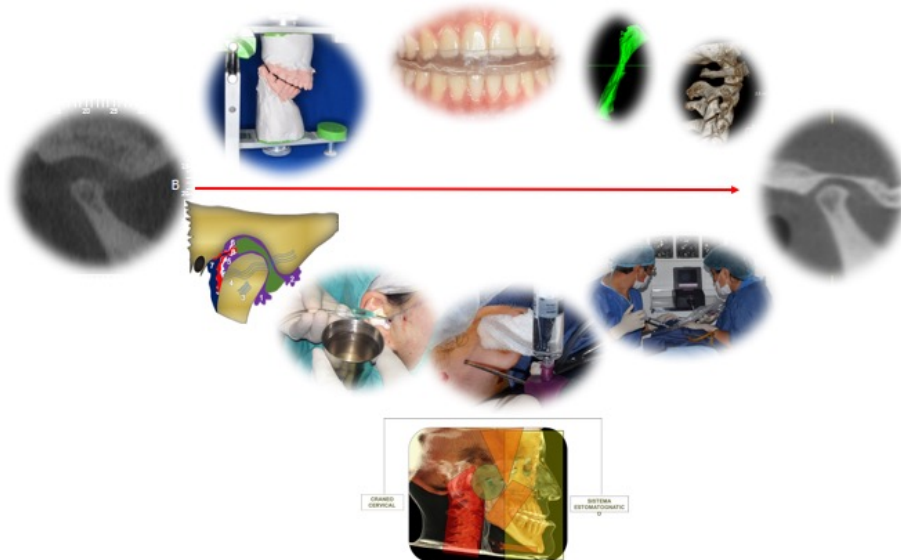 B
CRANEO
CERVICAL
SISTEMA
ESTOMATOGNATIC
O